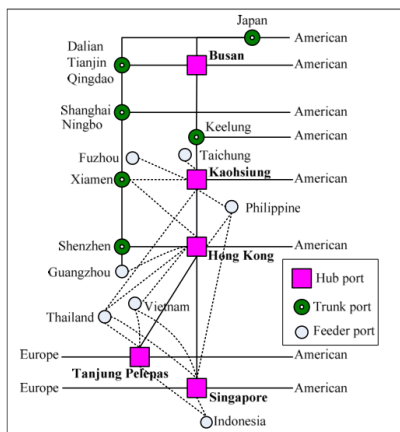 Japan
American
Dalian
Tianjin
Qingdao
Busan
American
Shanghai
Ningbo
American
Keelung
American
Fuzhou
Taichung
Kaohsiung
Xiamen
American
Philippine
Shenzhen
American
Hong Kong
Guangzhou
Hub port
Trunk port
Feeder port
Vietnam
Thailand
Europe
American
Tanjung Pelepas
Europe
American
Singapore
Indonesia